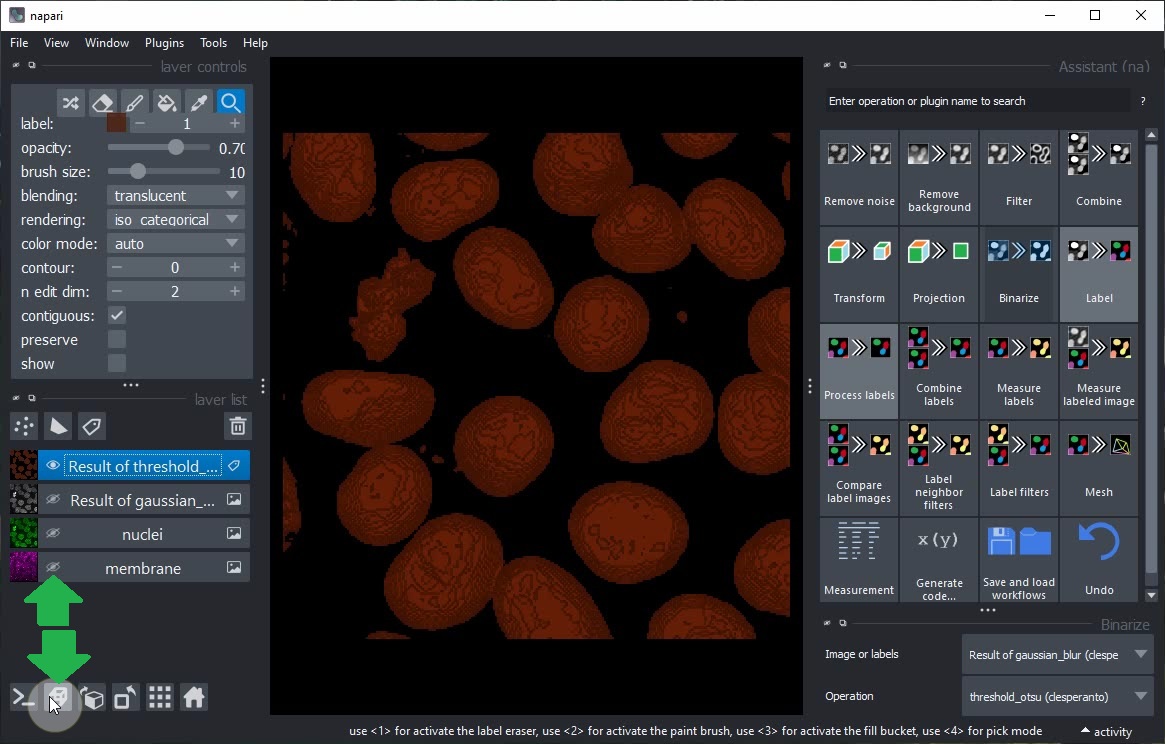 napari
File View Window Plugins Tools Help
layer controls
label: 1
opacity: 0.70
brush size: 10
blending: translucent
rendering: iso_categorical
color mode: auto
contour: 0
n edit dim: 2
contiguous:
preserve
show
layer list
Result of threshold_...
Result of gaussian_...
nuclei
membrane
Assistant (na)
Enter operation or plugin name to search ?
Remove noise
Remove
background
Filter
Combine
Transform
Projection
Binarize
Label
Process labels
Combine
labels
Measure
labels
Measure
labeled image
Compare
label images
Label
neighbor
filters
Label filters
Mesh
Measurement
x (y)
Generate
code...
Save and load
workflows
Undo
Binarize
Image or labels Result of gaussian_blur (clespe
Operation threshold_otsu (clesperanto)
use <1> for activate the label eraser, use <2> for activate the paint brush, use <3> for activate the fill bucket, use <4> for pick mode
activity